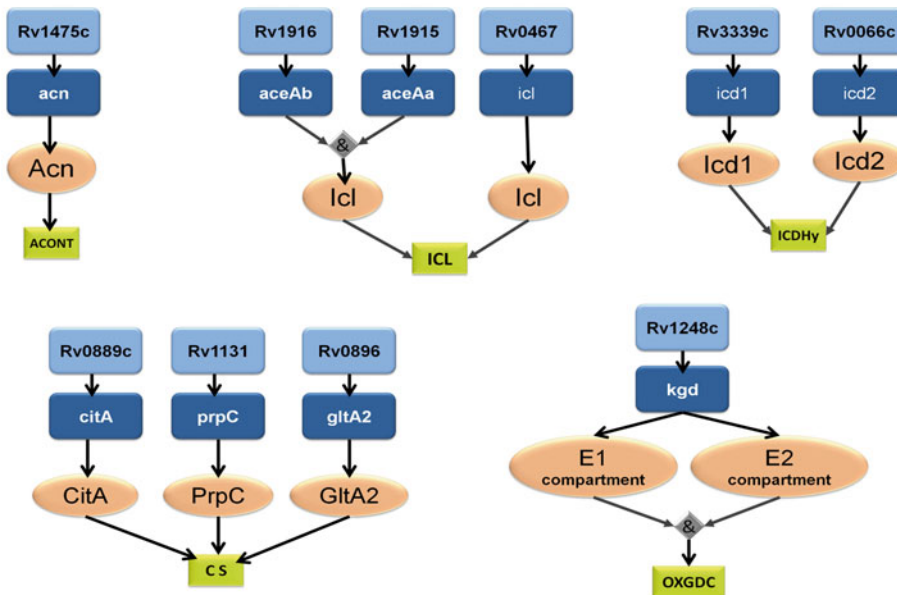 Rv1475c
acn
Acn
ACONT
Rv1916 Rv1915 Rv0467
aceAb aceAa icl
&
Icl Icl
ICL
Rv3339c Rv0066c
icd1 icd2
Icd1 Icd2
ICDHy
Rv0889c Rv1131 Rv0896
citA prpC gltA2
CitA PrpC GltA2
C S
Rv1248c
kgd
E1 E2
compartment compartment
&
OXGDC